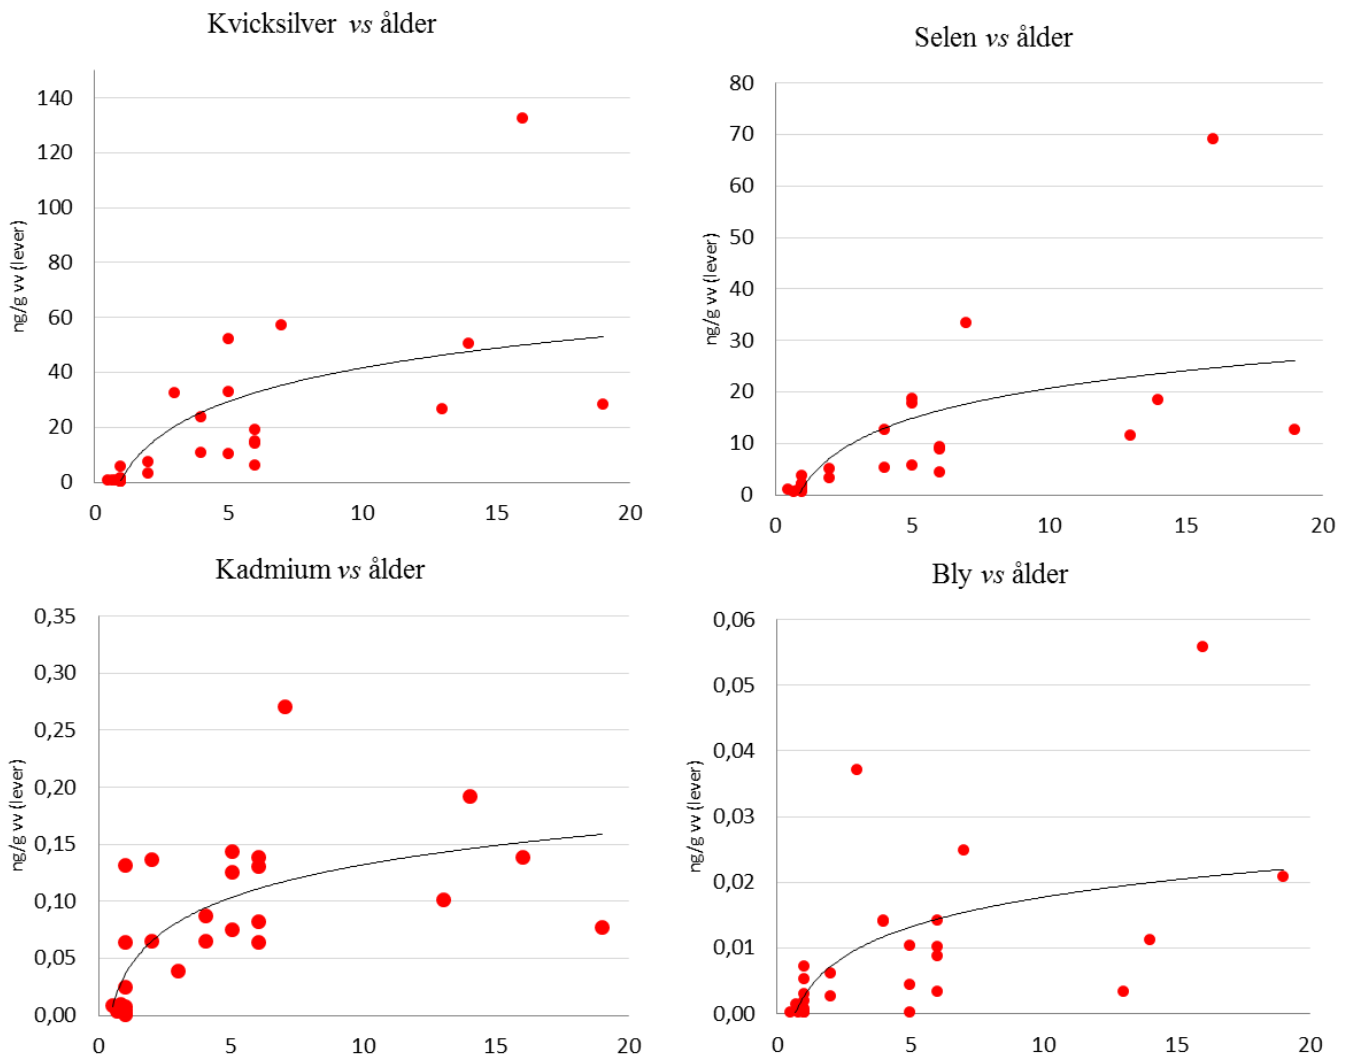 Kvicksilver vs ålder
140
120
100
80
60
40
20
0
ng/g vv (lever)
0 5 10 15 20
Selen vs ålder
80
70
60
50
40
30
20
10
0
ng/g vv (lever)
0 5 10 15 20
Kadmium vs ålder
0,35
0,30
0,25
0,20
0,15
0,10
0,05
0,00
ng/g vv (lever)
0 5 10 15 20
Bly vs ålder
0,06
0,05
0,04
0,03
0,02
0,01
0,00
ng/g vv (lever)
0 5 10 15 20